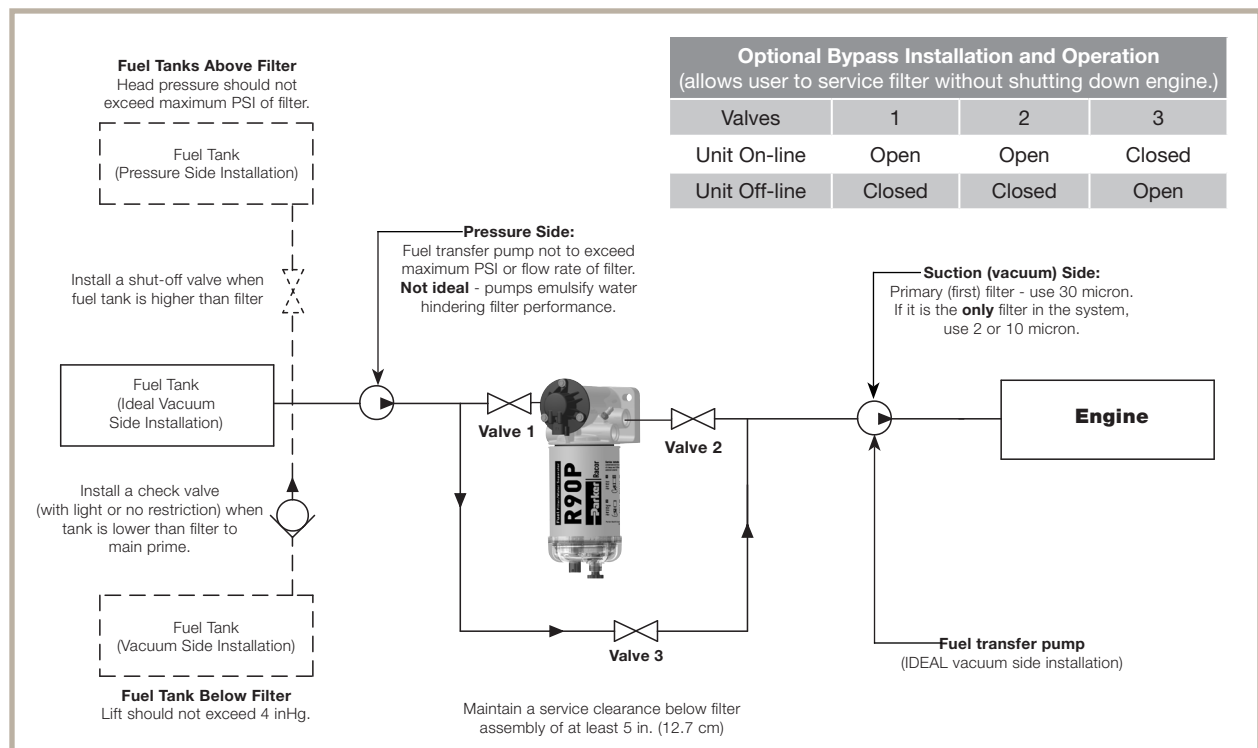 Fuel Tanks Above Filter
Head pressure should not
exceed maximum PSI of filter.
Fuel Tank
(Pressure Side Installation)
Install a shut-off valve when
fuel tank is higher than filter
Fuel Tank
(Ideal Vacuum
Side Installation)
Install a check valve
(with light or no restriction) when
tank is lower than filter to
main prime.
Fuel Tank
(Vacuum Side Installation)
Fuel Tank Below Filter
Lift should not exceed 4 inHg.
Optional Bypass Installation and Operation
(allows user to service filter without shutting down engine.)
Valves 1 2 3
Unit On-line Open Open Closed
Unit Off-line Closed Closed Open
Pressure Side:
Fuel transfer pump not to exceed
maximum PSI or flow rate of filter.
Not ideal - pumps emulsify water
hindering filter performance.
Suction (vacuum) Side:
Primary (first) filter - use 30 micron.
If it is the only filter in the system,
use 2 or 10 micron.
Valve 1
Valve 2
R90P
Parker
Racor
Engine
Valve 3
Fuel transfer pump
(IDEAL vacuum side installation)
Maintain a service clearance below filter
assembly of at least 5 in. (12.7 cm)